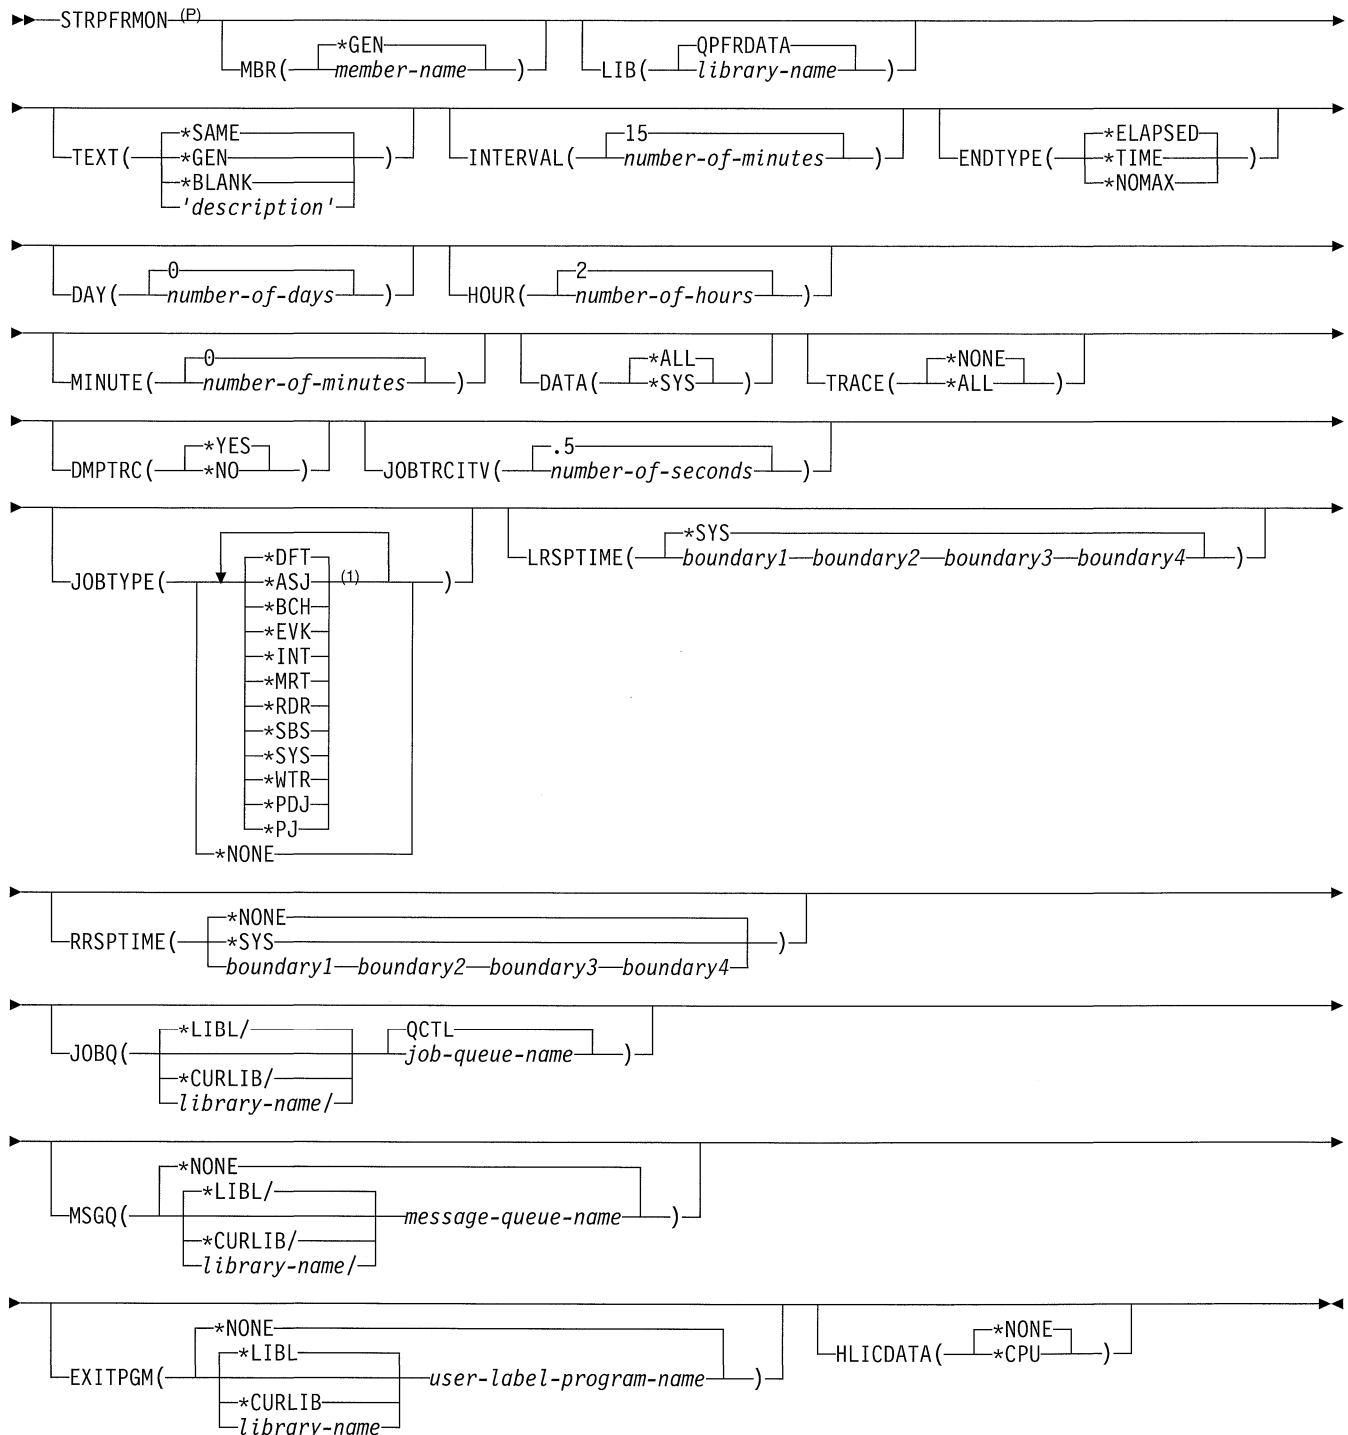 STRPFRMON (P)
MBR( *GEN )
member-name
LIB( QPFRDATA )
library-name
TEXT( *SAME )
*GEN
*BLANK
'description'
INTERVAL( 15 )
number-of-minutes
ENDTYPE( *ELAPSED )
*TIME
*NOMAX
DAY( 0 )
number-of-days
HOUR( 2 )
number-of-hours
MINUTE( 0 )
number-of-minutes
DATA( *ALL )
*SYS
TRACE( *NONE )
*ALL
DMPTRC( *YES )
*NO
JOBTRCITV( .5 )
number-of-seconds
JOBTYPE( *DFT )
*ASJ (1)
*BCH
*EVK
*INT
*MRT
*RDR
*SBS
*SYS
*WTR
*PDJ
*PJ
*NONE
LRSPTIME( *SYS )
boundary1 boundary2 boundary3 boundary4
RRSPTIME( *NONE )
*SYS
boundary1 boundary2 boundary3 boundary4
JOBQ( *LIBL/ QCTL )
job-queue-name
*CURLIB/
library-name/
MSGQ( *NONE )
*LIBL/
message-queue-name
*CURLIB/
library-name/
EXITPGM( *NONE )
*LIBL
user-label-program-name
*CURLIB
library-name
HLICDATA( *NONE )
*CPU